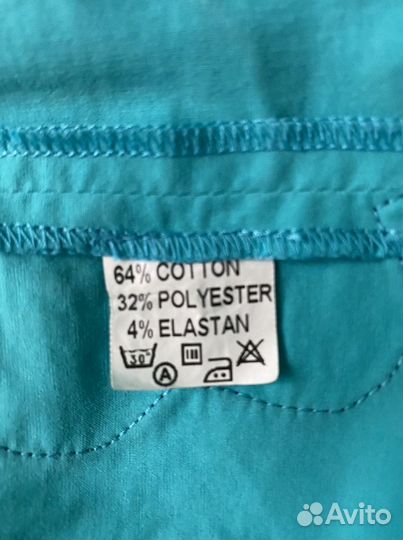 64% COTTON
32% POLYESTER
4% ELASTAN
30°
A
Avito